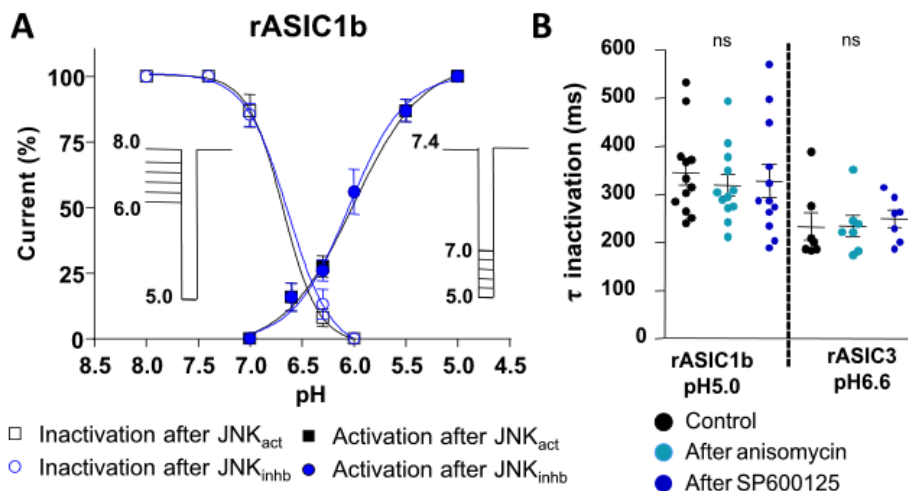 A
rASIC1b
Current (%)
100
75
50
25
0
8.0
6.0
5.0
7.4
7.0
5.0
8.5 8.0 7.5 7.0 6.5 6.0 5.5 5.0 4.5
pH
□ Inactivation after JNKact ■ Activation after JNKact
○ Inactivation after JNKinhb ● Activation after JNKinhb
B
ns ns
τ inactivation (ms)
600
500
400
300
200
100
0
rASIC1b rASIC3
pH5.0 pH6.6
Control
After anisomycin
After SP600125